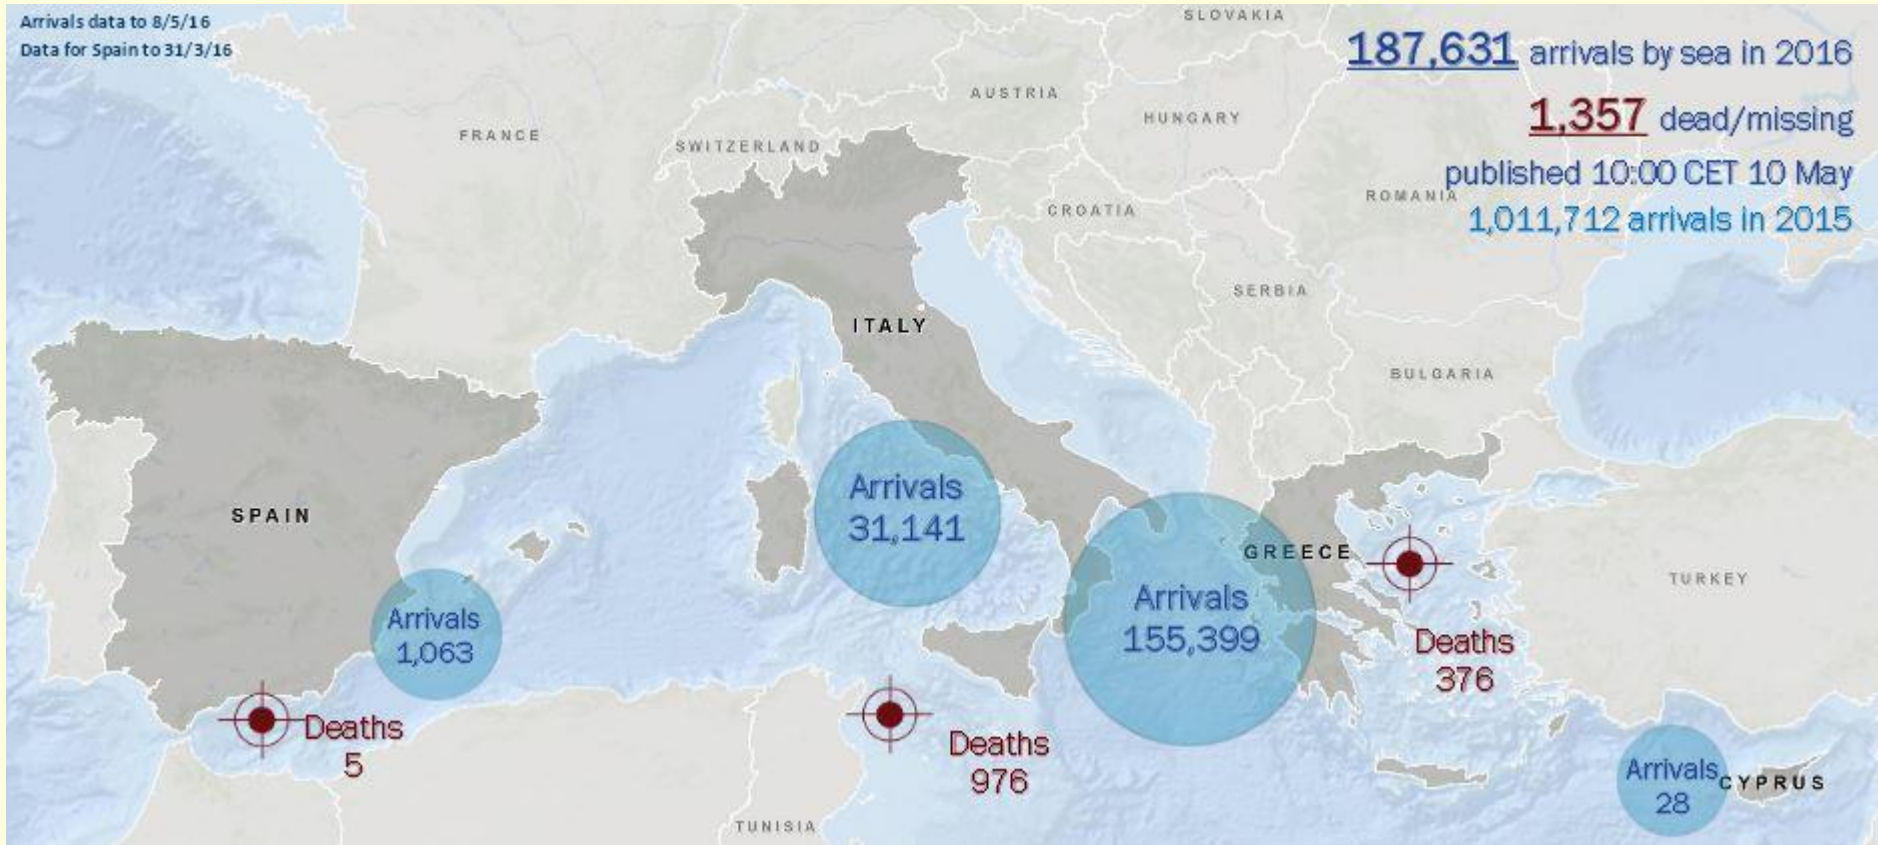 Arrivals data to 8/5/16
Data for Spain to 31/3/16
187,631 arrivals by sea in 2016
1,357 dead/missing
published 10:00 CET 10 May
1,011,712 arrivals in 2015
SLOVAKIA
AUSTRIA
HUNGARY
FRANCE
SWITZERLAND
ROMANIA
CROATIA
SERBIA
ITALY
BULGARIA
SPAIN
Arrivals
31,141
GREECE
TURKEY
Arrivals
1,063
Arrivals
155,399
Deaths
376
Deaths
5
Deaths
976
Arrivals
28
CYPRUS
TUNISIA